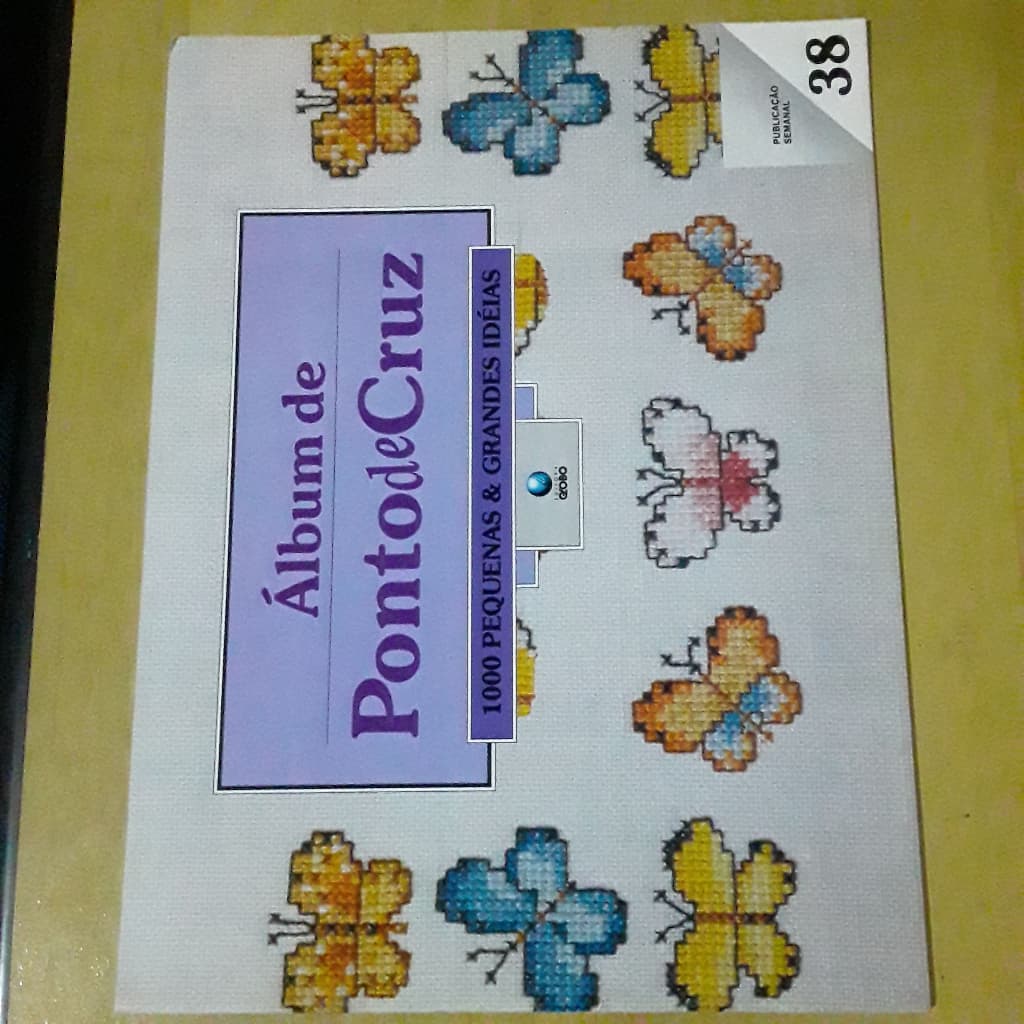 Álbum de
PontodeCruz
1000 PEQUENAS & GRANDES IDÉIAS
GLOBO
PUBLICAÇÃO
SEMANAL
38